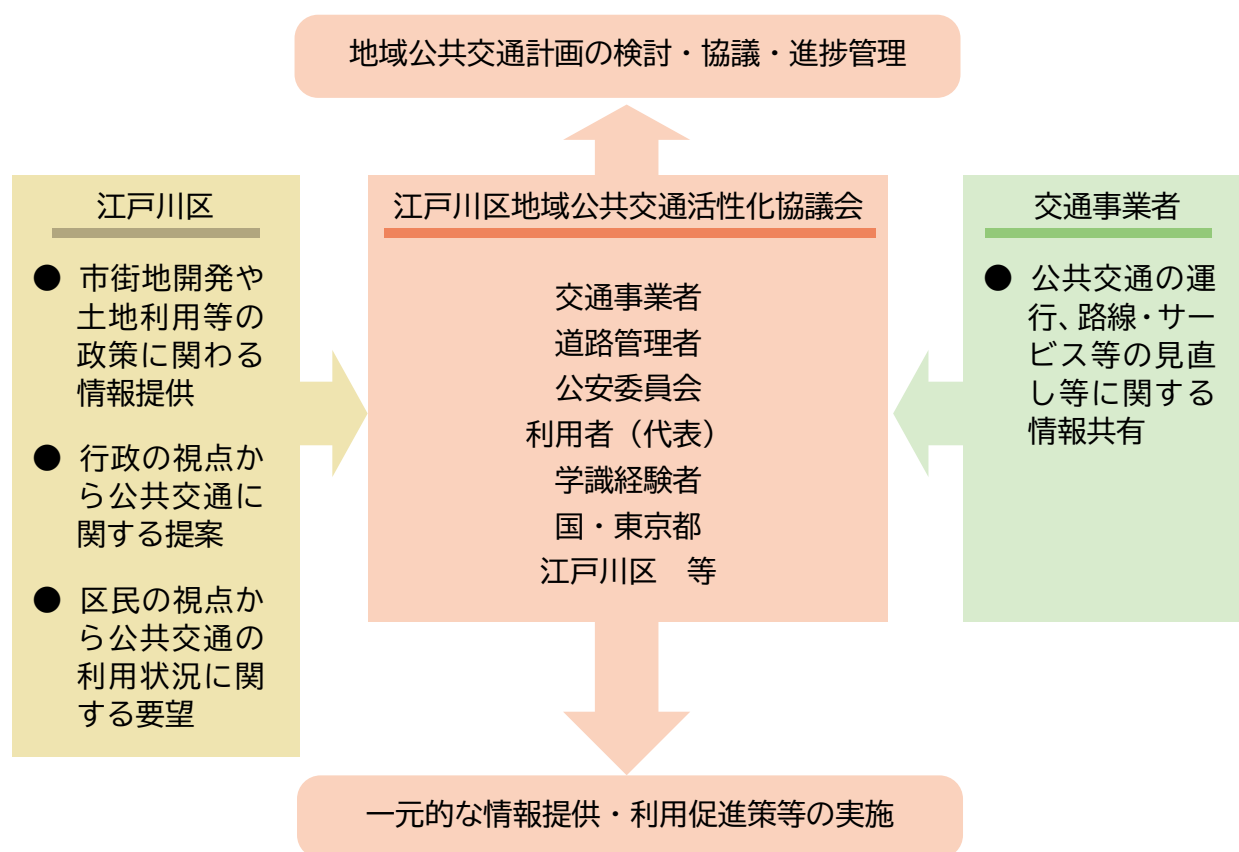 地域公共交通計画の検討・協議・進捗管理
江戸川区
● 市街地開発や
土地利用等の
政策に関わる
情報提供
● 行政の視点か
ら公共交通に
関する提案
● 区民の視点か
ら公共交通の
利用状況に関
する要望
江戸川区地域公共交通活性化協議会
交通事業者
道路管理者
公安委員会
利用者（代表）
学識経験者
国・東京都
江戸川区　等
交通事業者
● 公共交通の運
行、路線・サー
ビス等の見直
し等に関する
情報共有
一元的な情報提供・利用促進策等の実施